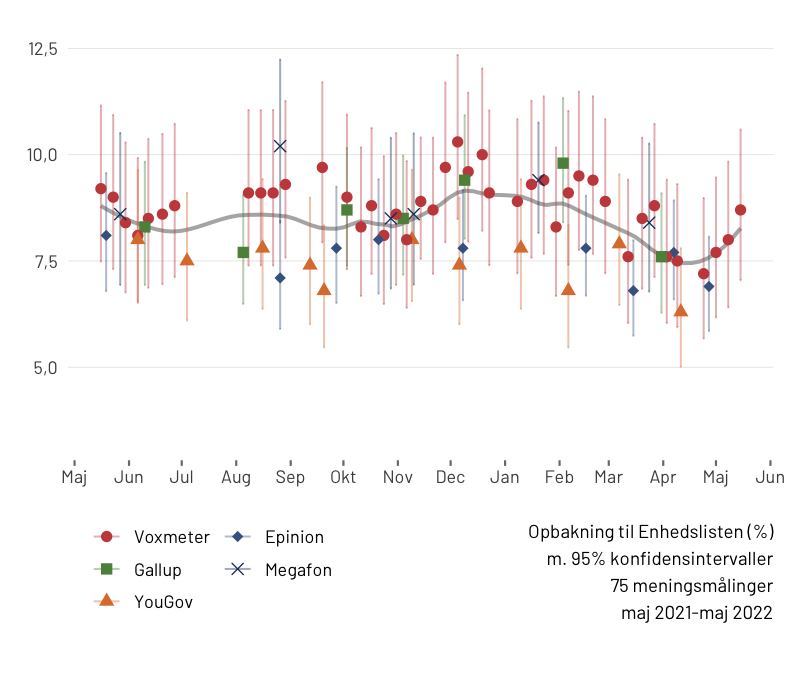 12,5
10,0
7,5
5,0
Maj Jun Jul Aug Sep Okt Nov Dec Jan Feb Mar Apr Maj Jun
Voxmeter Epinion
Gallup Megafon
YouGov
Opbakning til Enhedslisten (%)
m. 95% konfidensintervaller
75 meningsmålinger
maj 2021-maj 2022